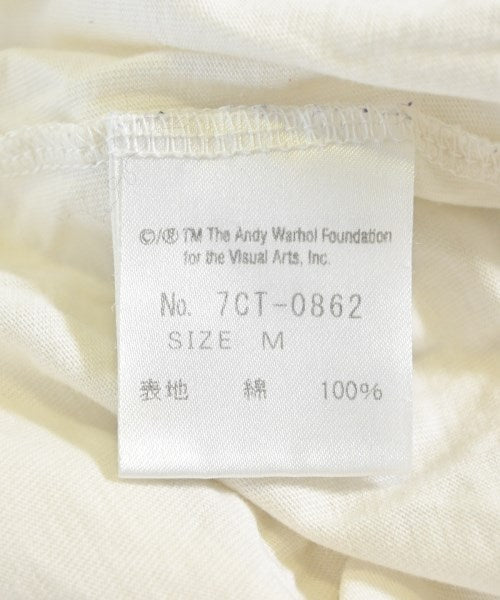 ©/® TM The Andy Warhol Foundation
for the Visual Arts, Inc.
No. 7CT-0862
SIZE M
表地 綿 100%